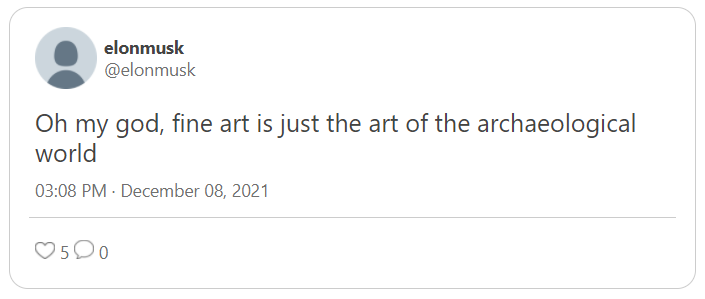 elonmusk
@elonmusk
Oh my god, fine art is just the art of the archaeological
world
03:08 PM · December 08, 2021
5 0